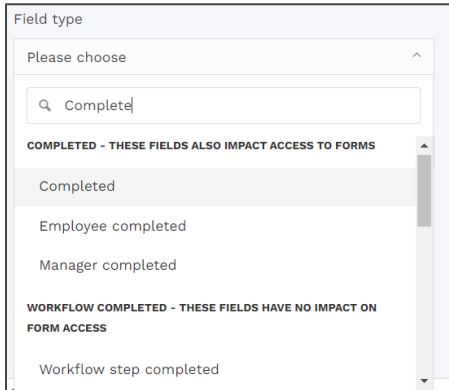 Field type
Please choose
Complete
COMPLETED - THESE FIELDS ALSO IMPACT ACCESS TO FORMS
Completed
Employee completed
Manager completed
WORKFLOW COMPLETED - THESE FIELDS HAVE NO IMPACT ON
FORM ACCESS
Workflow step completed